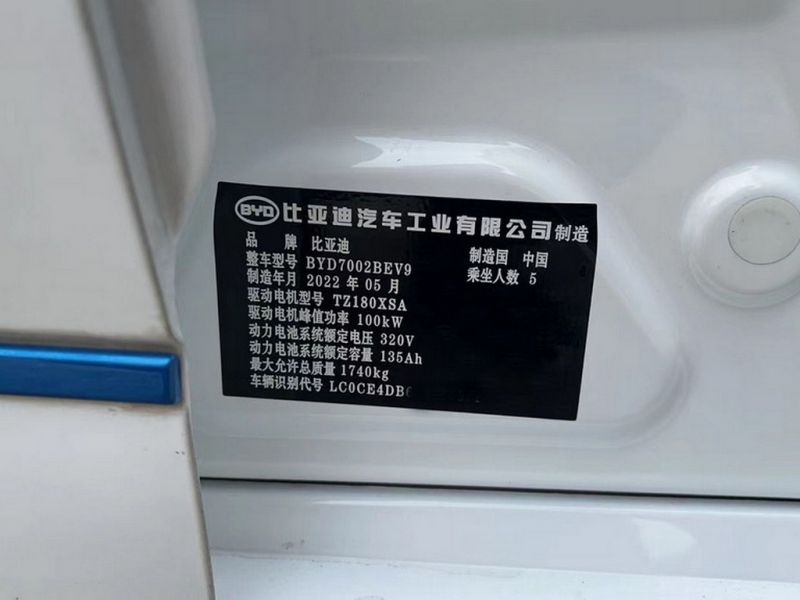 BYD 比亚迪汽车工业有限公司制造
品牌 比亚迪 制造国 中国
整车型号 BYD7002BEV9 乘坐人数 5
制造年月 2022 年 05 月
驱动电机型号 TZ180XSA
驱动电机峰值功率 100kW
动力电池系统额定电压 320V
动力电池系统额定容量 135Ah
最大允许总质量 1740kg
车辆识别代号 LC0CE4DB